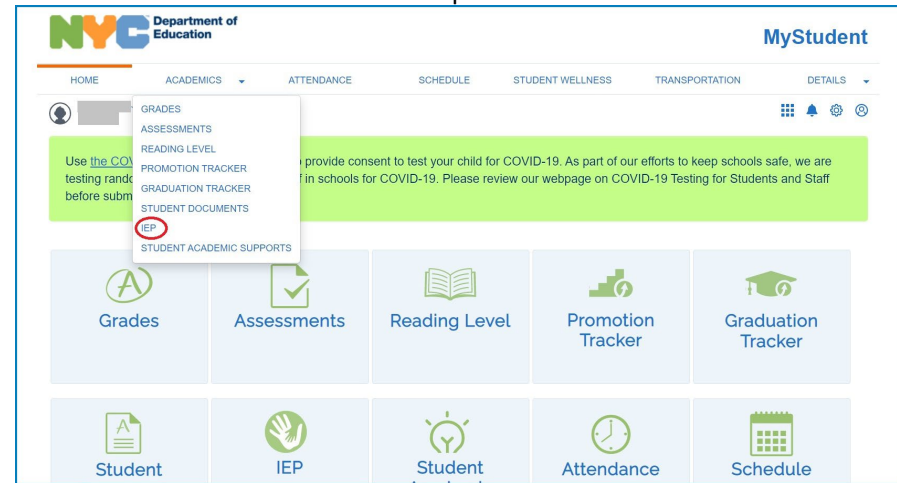 NYC Department of
Education
MyStudent
HOME ACADEMICS ATTENDANCE SCHEDULE STUDENT WELLNESS TRANSPORTATION DETAILS
GRADES
ASSESSMENTS
READING LEVEL
PROMOTION TRACKER
GRADUATION TRACKER
STUDENT DOCUMENTS
IEP
STUDENT ACADEMIC SUPPORTS
Use the COV provide consent to test your child for COVID-19. As part of our efforts to keep schools safe, we are
testing rando f in schools for COVID-19. Please review our webpage on COVID-19 Testing for Students and Staff
before subm
Grades
Assessments
Reading Level
Promotion
Tracker
Graduation
Tracker
Student
IEP
Student
Attendance
Schedule